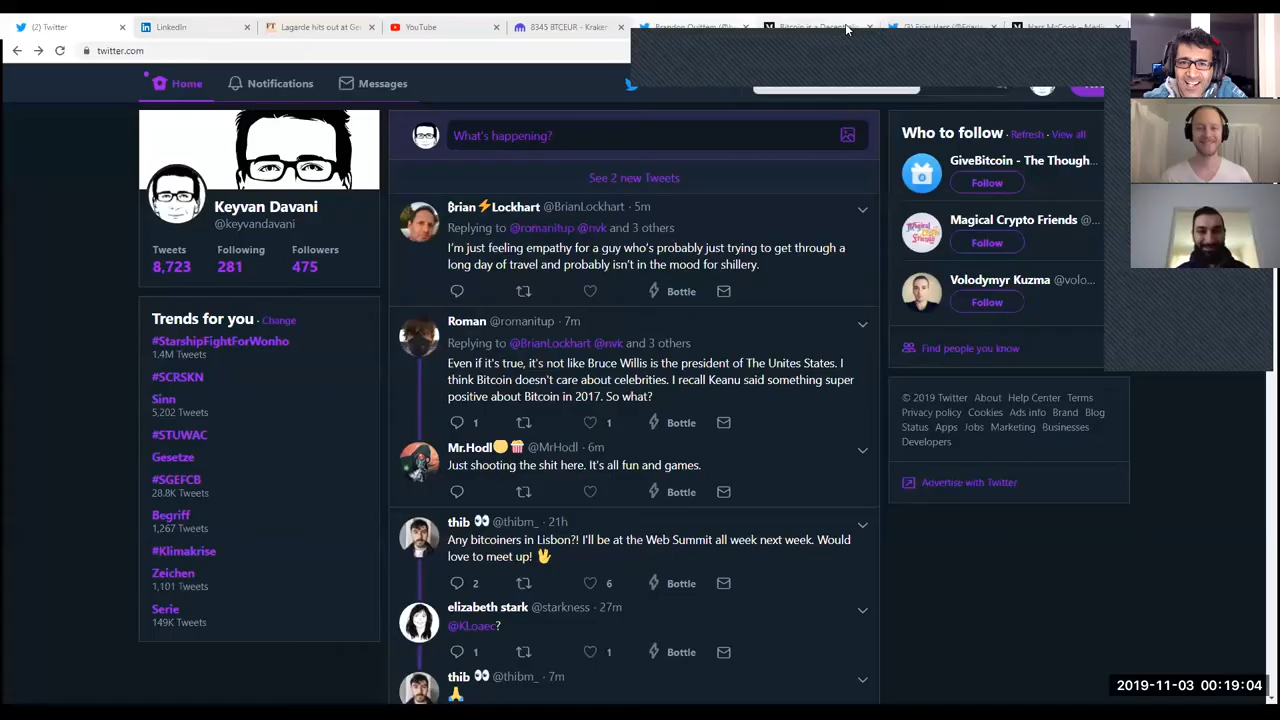 (2) Twitter
LinkedIn
Lagarde hits out at Ge
YouTube
8345 BTCEUR - Kraker
Bitcoin is a Decent
twitter.com
Home
Notifications
Messages
Keyvan Davani
@keyvandavani
Tweets
Following
Followers
8,723
281
475
Trends for you · Change
#StarshipFightForWonho
1.4M Tweets
#SCRSKN
Sinn
5,202 Tweets
#STUWAC
Gesetze
#SGEFCB
28.8K Tweets
Begriff
1,267 Tweets
#Klimakrise
Zeichen
1,101 Tweets
Serie
149K Tweets
What's happening?
See 2 new Tweets
₿rian⚡Lockhart @BrianLockhart · 5m
Replying to @romanitup @nvk and 3 others
I'm just feeling empathy for a guy who's probably just trying to get through a
long day of travel and probably isn't in the mood for shillery.
Bottle
Roman @romanitup · 7m
Replying to @BrianLockhart @nvk and 3 others
Even if it's true, it's not like Bruce Willis is the president of The Unites States. I
think Bitcoin doesn't care about celebrities. I recall Keanu said something super
positive about Bitcoin in 2017. So what?
1 1 Bottle
Mr.Hodl @MrHodl · 6m
Just shooting the shit here. It's all fun and games.
Bottle
thib 👀 @thibm_ · 21h
Any bitcoiners in Lisbon?! I'll be at the Web Summit all week next week. Would
love to meet up! 🖖
2 6 Bottle
elizabeth stark @starkness · 27m
@KLoaec?
1 1 Bottle
thib 👀 @thibm_ · 7m
🙏
Who to follow · Refresh · View all
GiveBitcoin - The Though...
Follow
Magical Crypto Friends @...
Follow
Volodymyr Kuzma @volo...
Follow
Find people you know
© 2019 Twitter About Help Center Terms
Privacy policy Cookies Ads info Brand Blog
Status Apps Jobs Marketing Businesses
Developers
Advertise with Twitter
2019-11-03 00:19:04